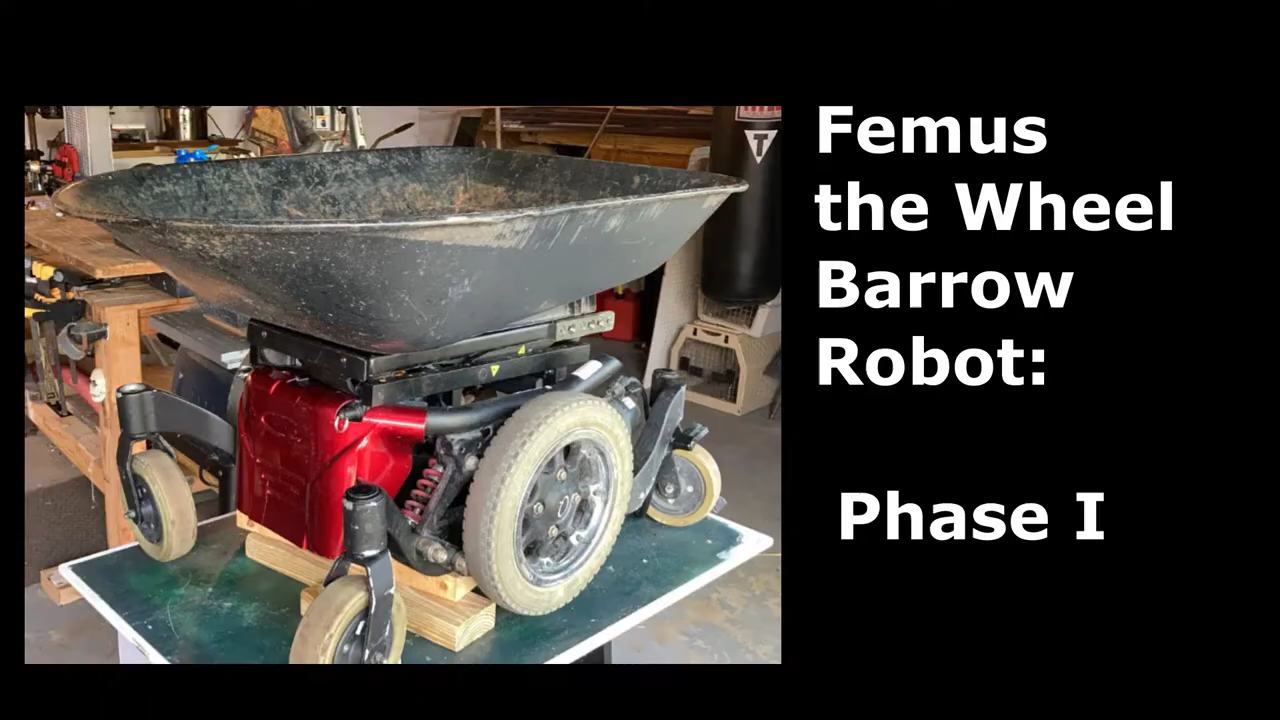 Femus
the Wheel
Barrow
Robot:
Phase I
T